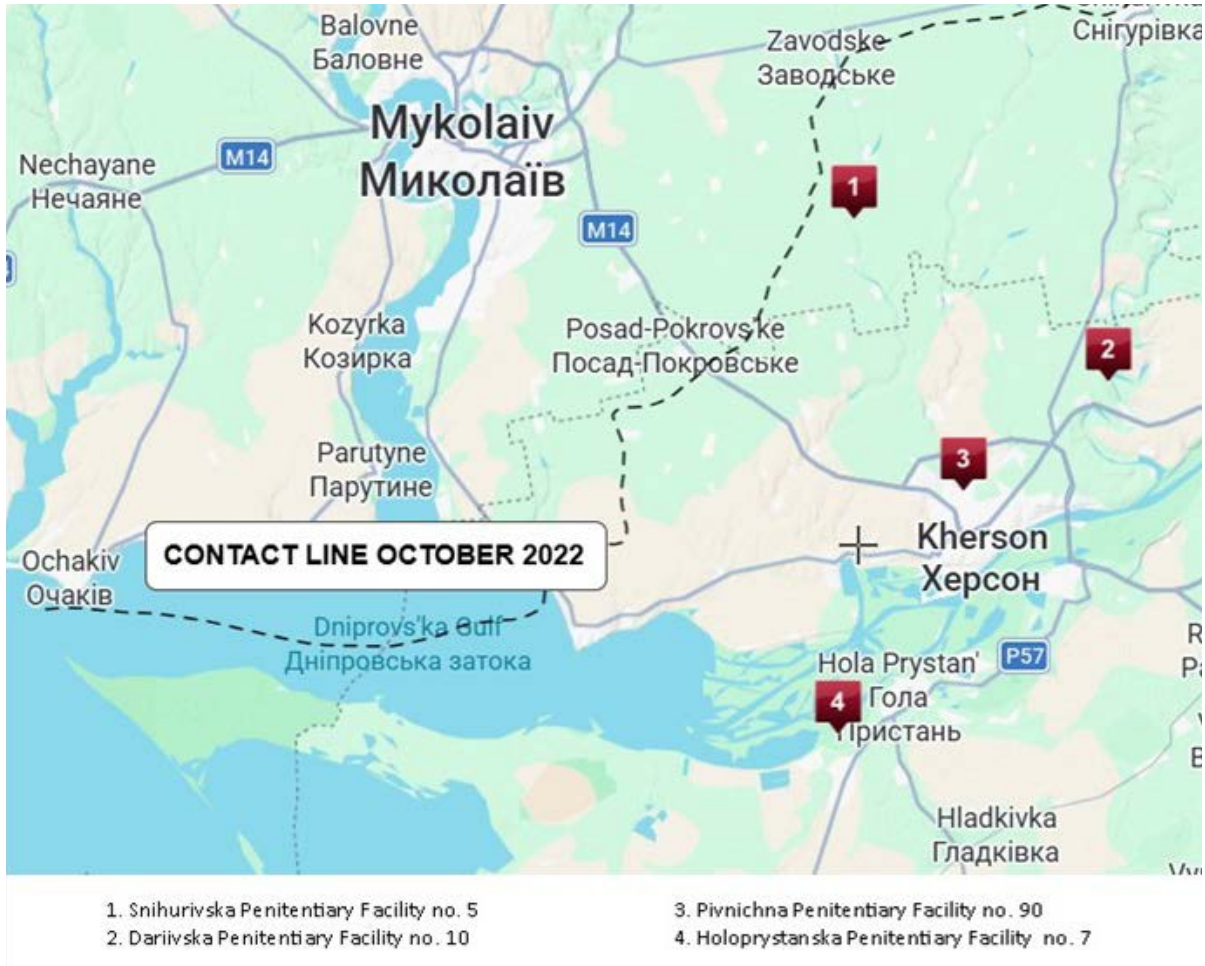 Balovne
Баловне
Zavodske
Заводське
Снігурівка
Mykolaiv
Миколаїв
Nechayane
Нечаяне
M14
1
M14
Kozyrka
Козирка
Posad-Pokrovs'ke
Посад-Покровське
2
Parutyne
Парутине
3
CONTACT LINE OCTOBER 2022
Ochakiv
Очаків
Kherson
Херсон
Dniprovs'ka Gulf
Дніпровська затока
Hola Prystan'
Гола
Пристань
P57
4
Hladkivka
Гладківка
1. Snihurivska Penitentiary Facility no. 5
2. Dariivska Penitentiary Facility no. 10
3. Pivnichna Penitentiary Facility no. 90
4. Holoprystanska Penitentiary Facility no. 7